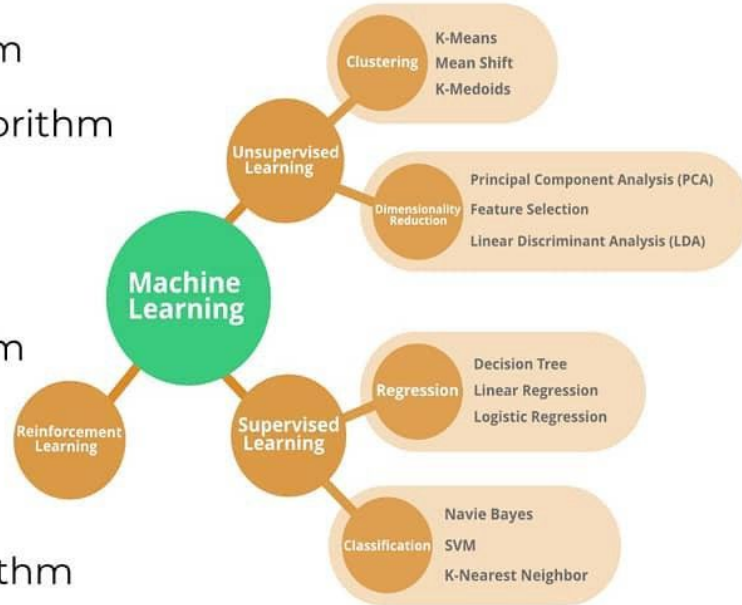 m
orithm
m
thm
Clustering
K-Means
Mean Shift
K-Medoids
Unsupervised
Learning
Dimensionality
Reduction
Principal Component Analysis (PCA)
Feature Selection
Linear Discriminant Analysis (LDA)
Machine
Learning
Reinforcement
Learning
Supervised
Learning
Regression
Decision Tree
Linear Regression
Logistic Regression
Classification
Navie Bayes
SVM
K-Nearest Neighbor